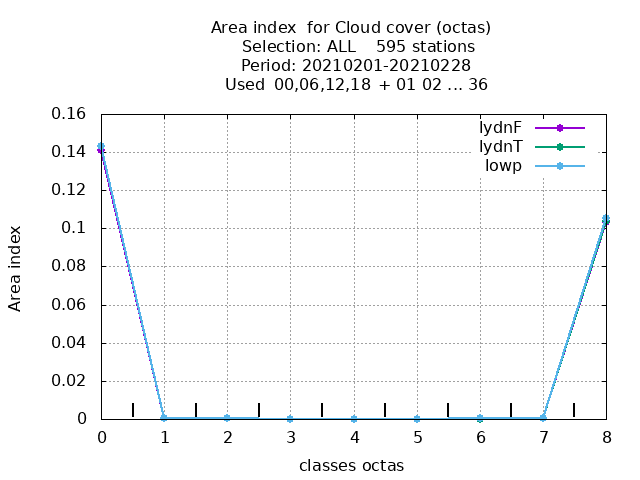 Area index  for Cloud cover (octas)
Selection: ALL    595 stations
Period: 20210201-20210228
Used  00,06,12,18 + 01 02 ... 36
lydnF
lydnT
lowp
0.16
0.14
0.12
0.1
0.08
0.06
0.04
0.02
0
Area index
0 1 2 3 4 5 6 7 8
classes octas